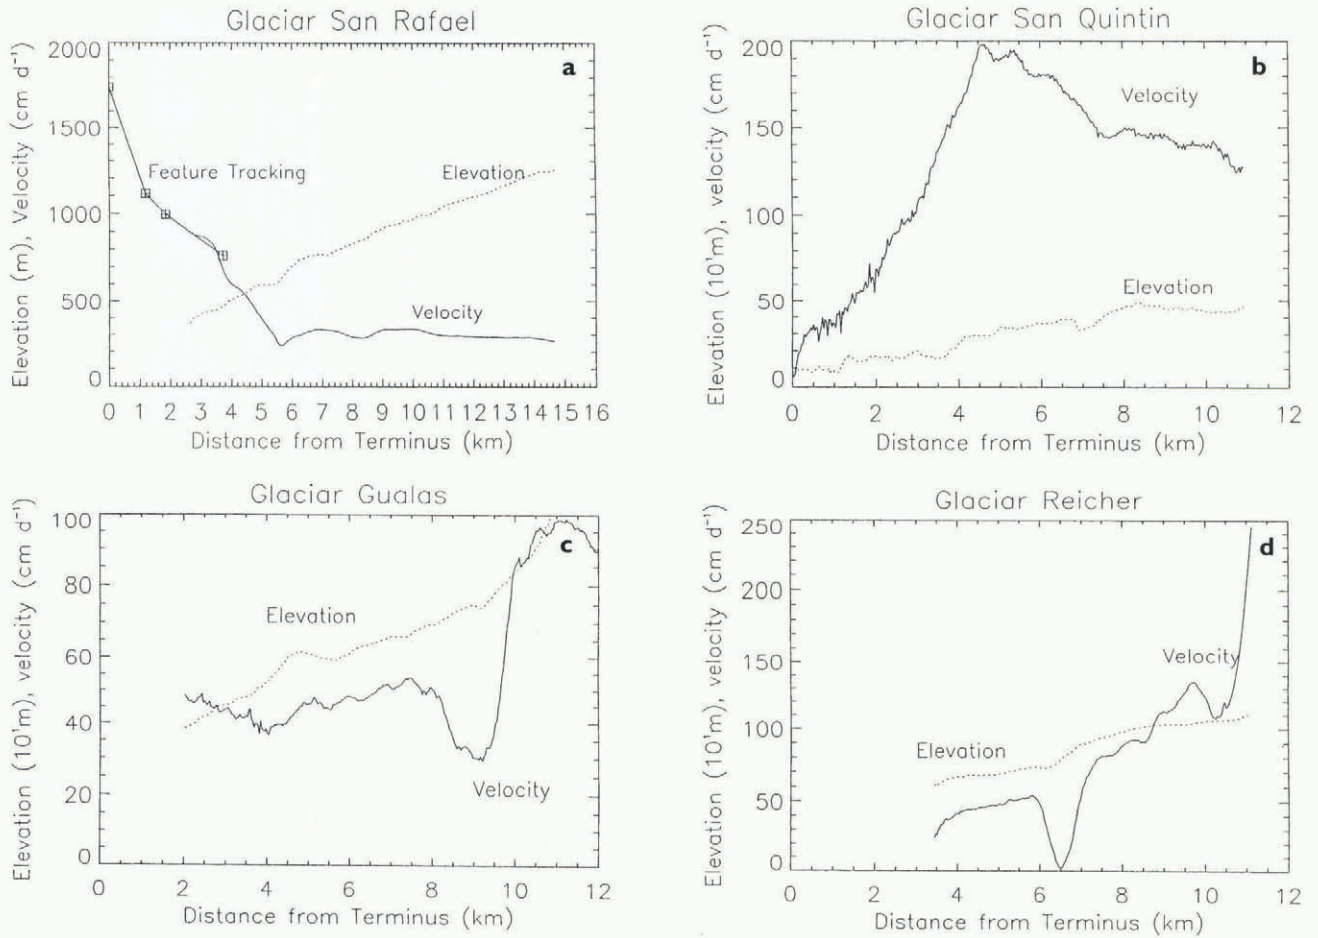 Glaciar San Rafael
Elevation (m), Velocity (cm d⁻¹)
2000
1500
1000
500
0
a
Feature Tracking
Elevation
Velocity
0 1 2 3 4 5 6 7 8 9 10 11 12 13 14 15 16
Distance from Terminus (km)
Glaciar San Quintin
Elevation (10¹m), velocity (cm d⁻¹)
200
150
100
50
0
b
Velocity
Elevation
0 2 4 6 8 10 12
Distance from Terminus (km)
Glaciar Gualas
Elevation (10¹m), velocity (cm d⁻¹)
100
80
60
40
20
0
c
Elevation
Velocity
0 2 4 6 8 10 12
Distance from Terminus (km)
Glaciar Reicher
Elevation (10¹m), velocity (cm d⁻¹)
250
200
150
100
50
0
d
Velocity
Elevation
0 2 4 6 8 10 12
Distance from Terminus (km)